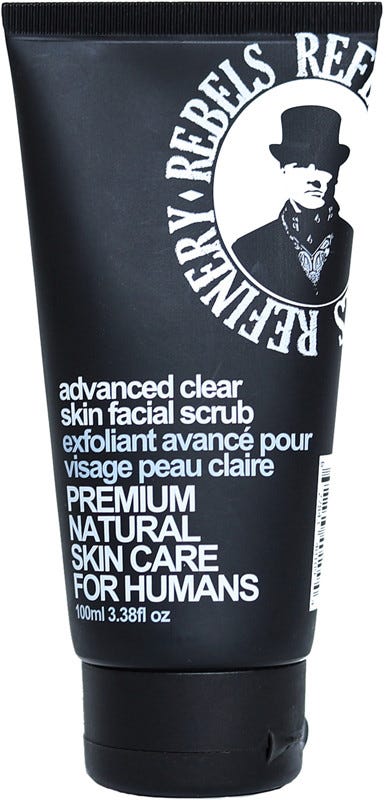 REBELS REFINERY
advanced clear
skin facial scrub
exfoliant avancé pour
visage peau claire
PREMIUM
NATURAL
SKIN CARE
FOR HUMANS
100ml 3.38fl oz